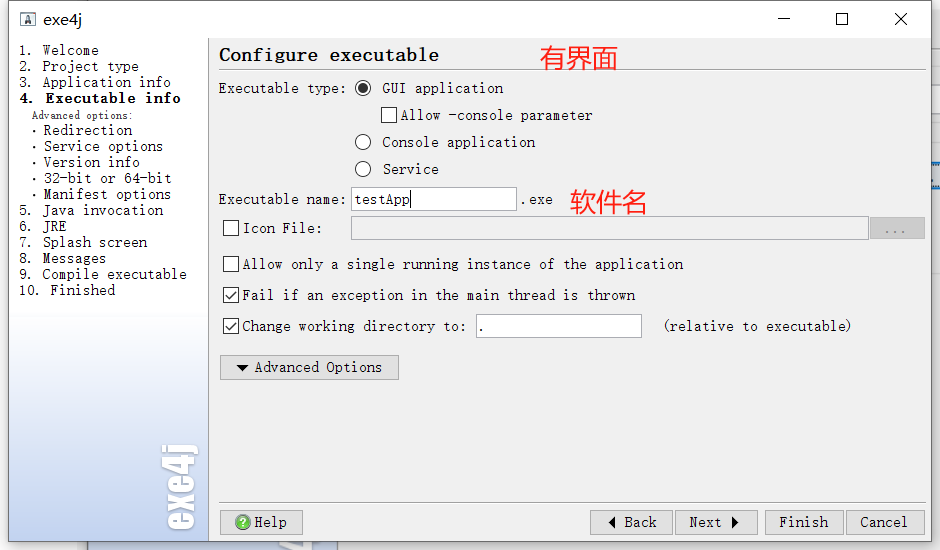 exe4j
1. Welcome
2. Project type
3. Application info
4. Executable info
Advanced options:
· Redirection
· Service options
· Version info
· 32-bit or 64-bit
· Manifest options
5. Java invocation
6. JRE
7. Splash screen
8. Messages
9. Compile executable
10. Finished
exe4j
Configure executable
有界面
Executable type: GUI application
Allow -console parameter
Console application
Service
Executable name: testApp .exe 软件名
Icon File: ...
Allow only a single running instance of the application
Fail if an exception in the main thread is thrown
Change working directory to: . (relative to executable)
Advanced Options
Help Back Next Finish Cancel